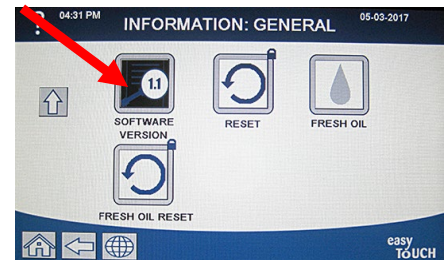 ?
04:31 PM
INFORMATION: GENERAL
05-03-2017
1.1
SOFTWARE
VERSION
RESET
FRESH OIL
FRESH OIL RESET
easy
TOUCH